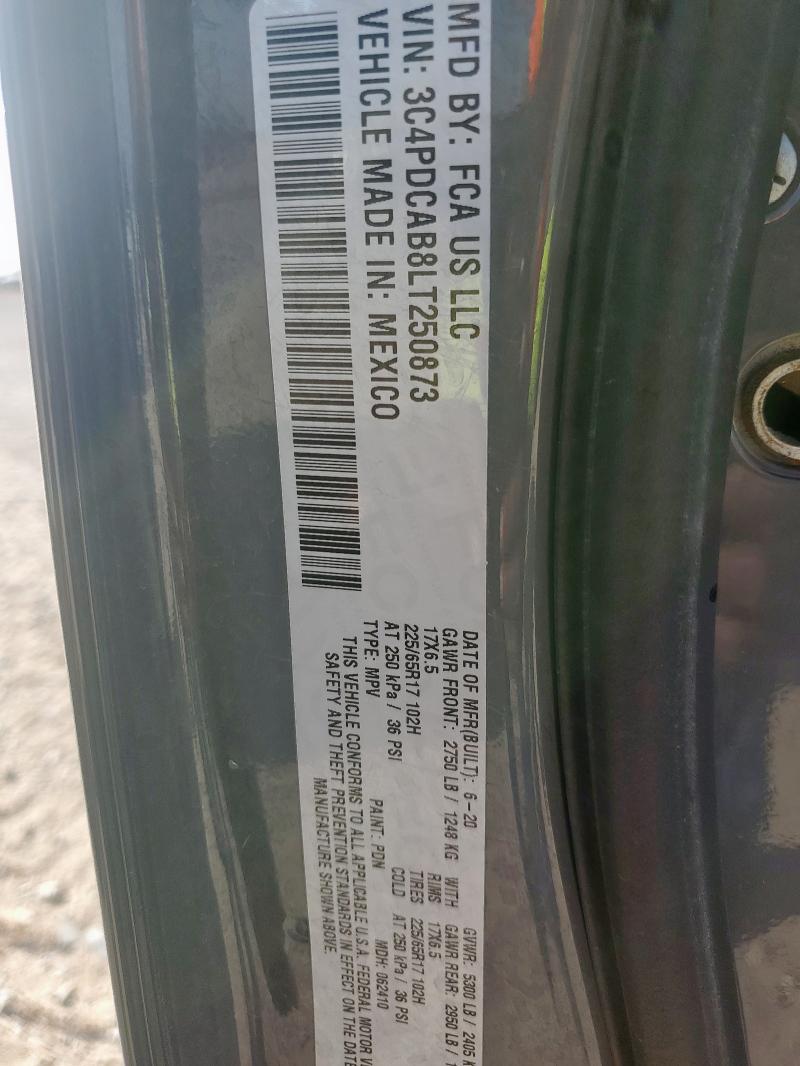 MFD BY: FCA US LLC
VIN: 3C4PDCAB8LT250873
VEHICLE MADE IN: MEXICO
DATE OF MFR(BUILT): 6-20 GVWR: 5300 LB / 2405 K
GAWR FRONT: 2750 LB / 1248 KG WITH GAWR REAR: 2950 LB / 1
17X6.5 RIMS 17X6.5
225/65R17 102H TIRES 225/65R17 102H
AT 250 kPa / 36 PSI COLD AT 250 kPa / 36 PSI
TYPE: MPV PAINT: PDN MDH: 062410
THIS VEHICLE CONFORMS TO ALL APPLICABLE U.S.A. FEDERAL MOTOR V
SAFETY AND THEFT PREVENTION STANDARDS IN EFFECT ON THE DATE
MANUFACTURE SHOWN ABOVE.